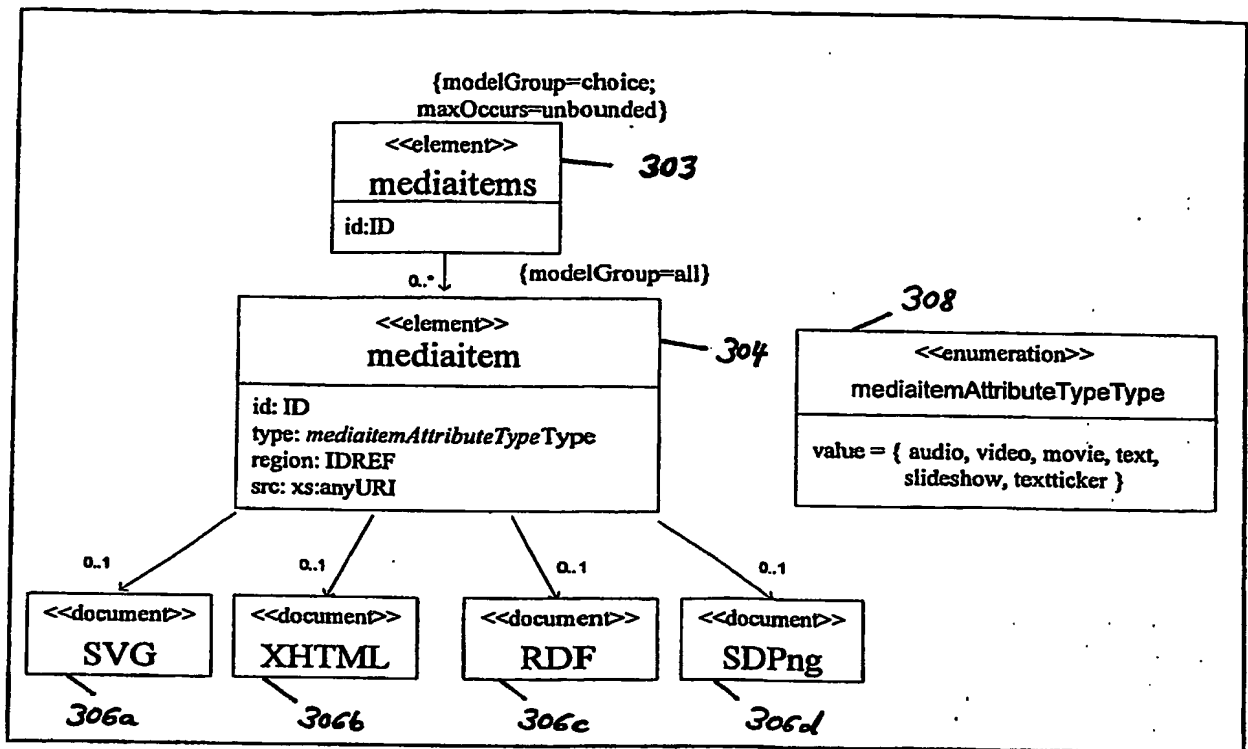 {modelGroup=choice;
maxOccurs=unbounded}
<<element>>
mediaitems
303
id:ID
0..*
{modelGroup=all}
<<element>>
mediaitem
304
id: ID
type: mediaitemAttributeTypeType
region: IDREF
src: xs:anyURI
308
<<enumeration>>
mediaitemAttributeTypeType
value = { audio, video, movie, text,
slideshow, textticker }
0..1
0..1
0..1
0..1
<<document>>
SVG
<<document>>
XHTML
<<document>>
RDF
<<document>>
SDPng
306a
306b
306c
306d